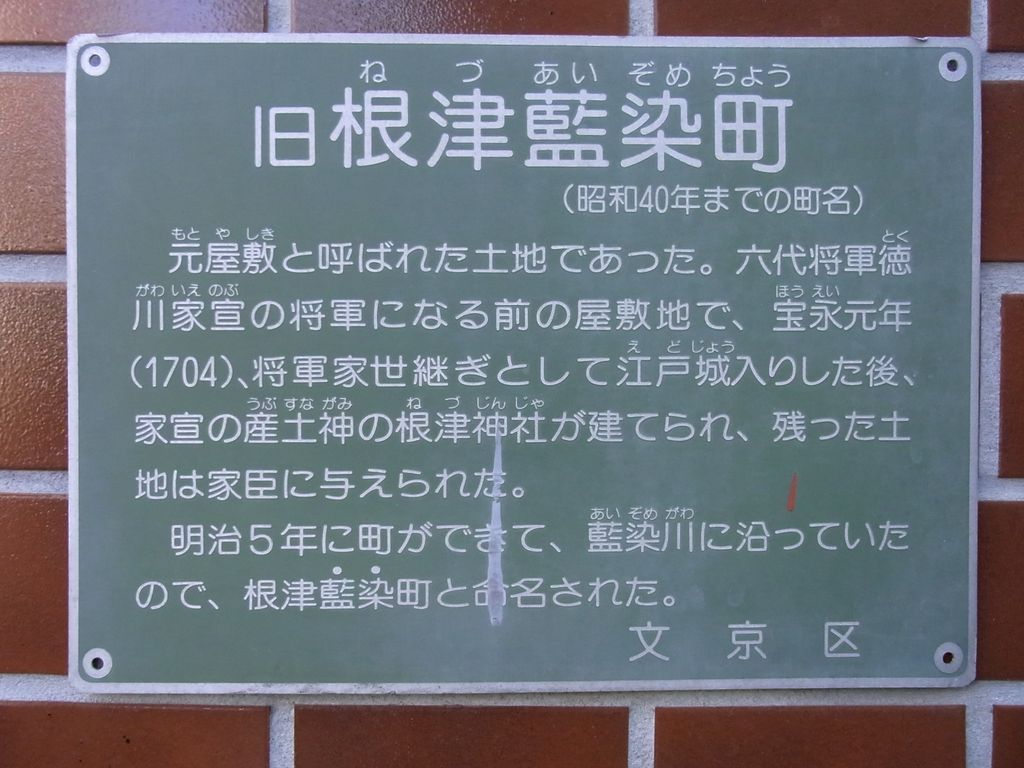 ねづあいぞめちょう
旧根津藍染町
（昭和40年までの町名）
もとやしき とく
元屋敷と呼ばれた土地であった。六代将軍徳
がわいえのぶ ほうえい
川家宣の将軍になる前の屋敷地で、宝永元年
えどじょう
(1704)、将軍家世継ぎとして江戸城入りした後、
うぶすながみ ねづじんじゃ
家宣の産土神の根津神社が建てられ、残った土
地は家臣に与えられた。
あいぞめがわ
明治5年に町ができて、藍染川に沿っていた
ので、根津藍染町と命名された。
文京区